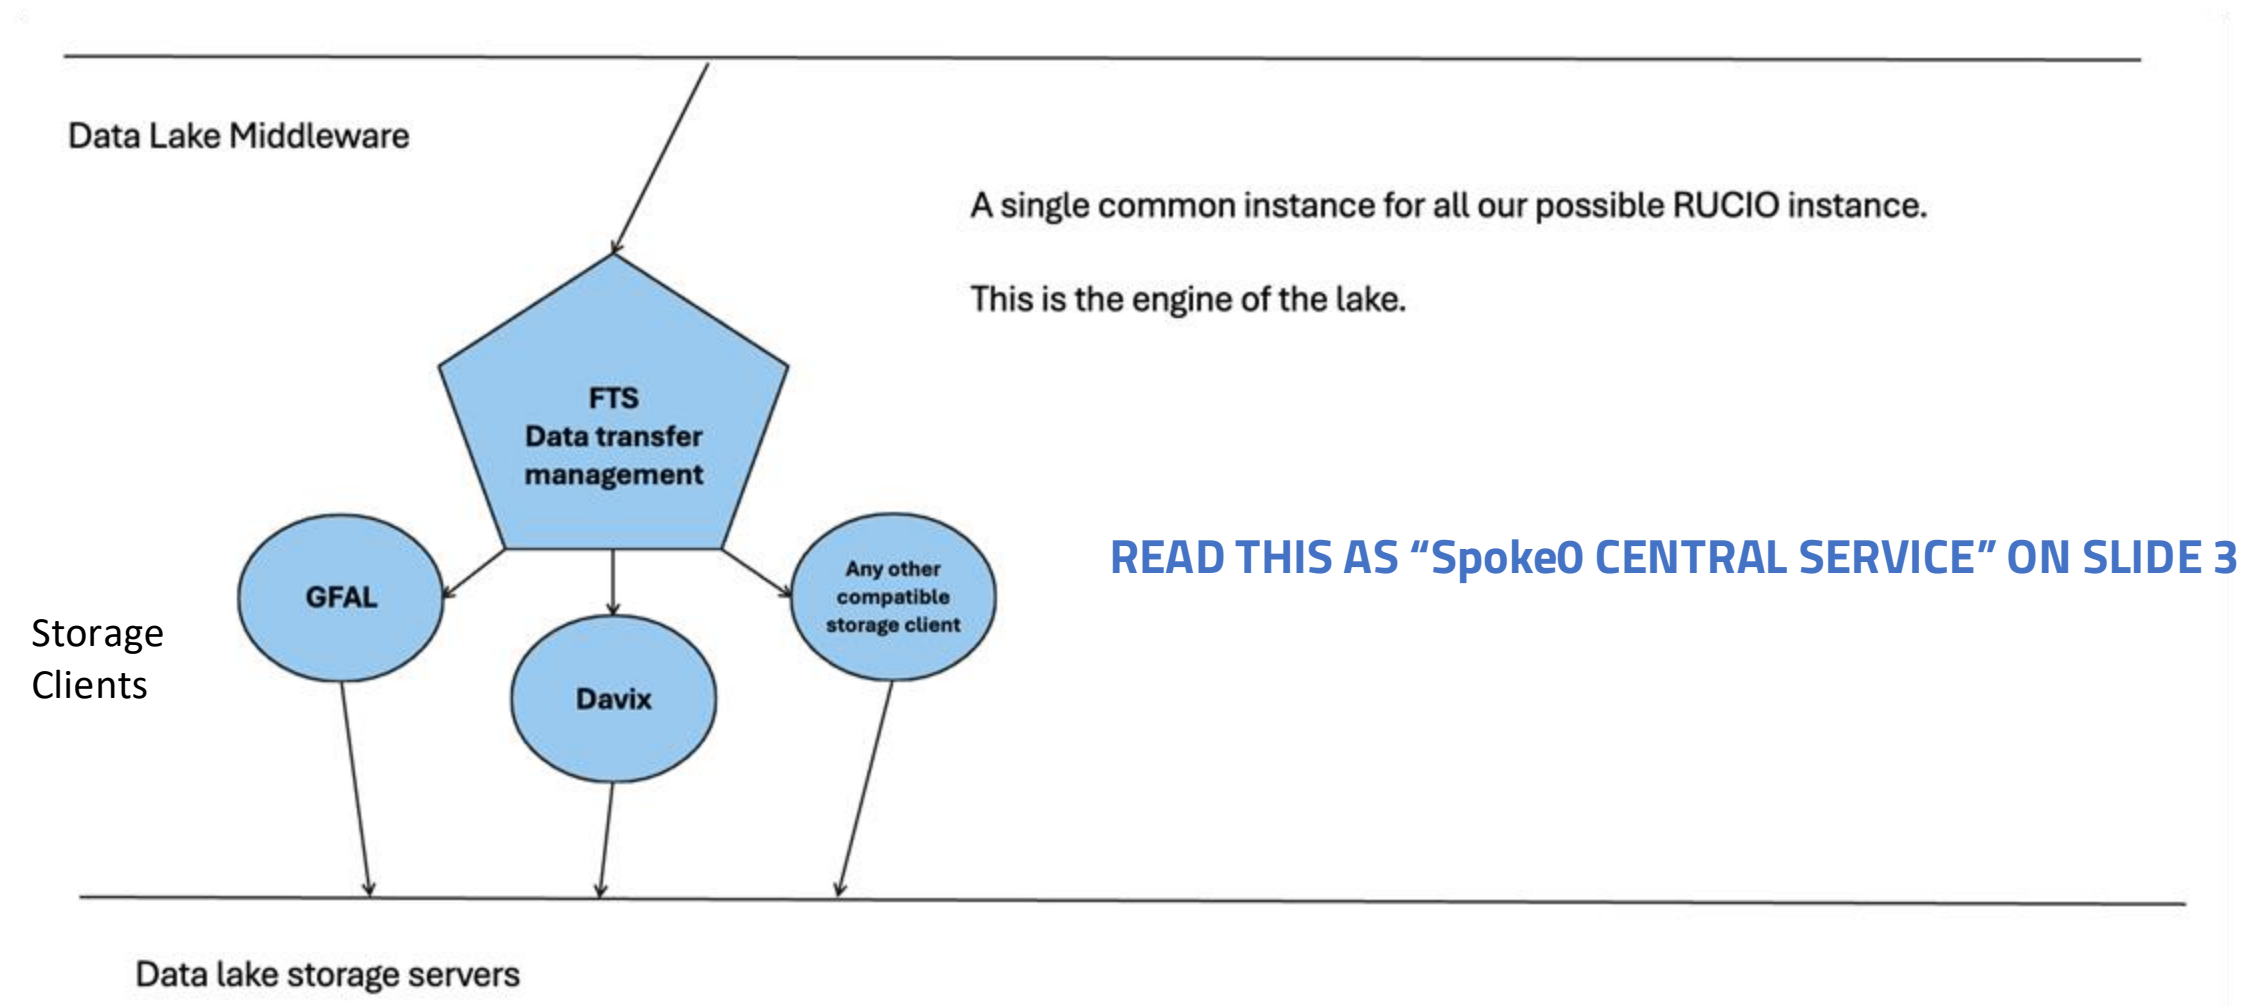 Data Lake Middleware
A single common instance for all our possible RUCIO instance.
This is the engine of the lake.
FTS
Data transfer
management
READ THIS AS “Spoke0 CENTRAL SERVICE” ON SLIDE 3
GFAL
Any other
compatible
storage client
Storage
Clients
Davix
Data lake storage servers